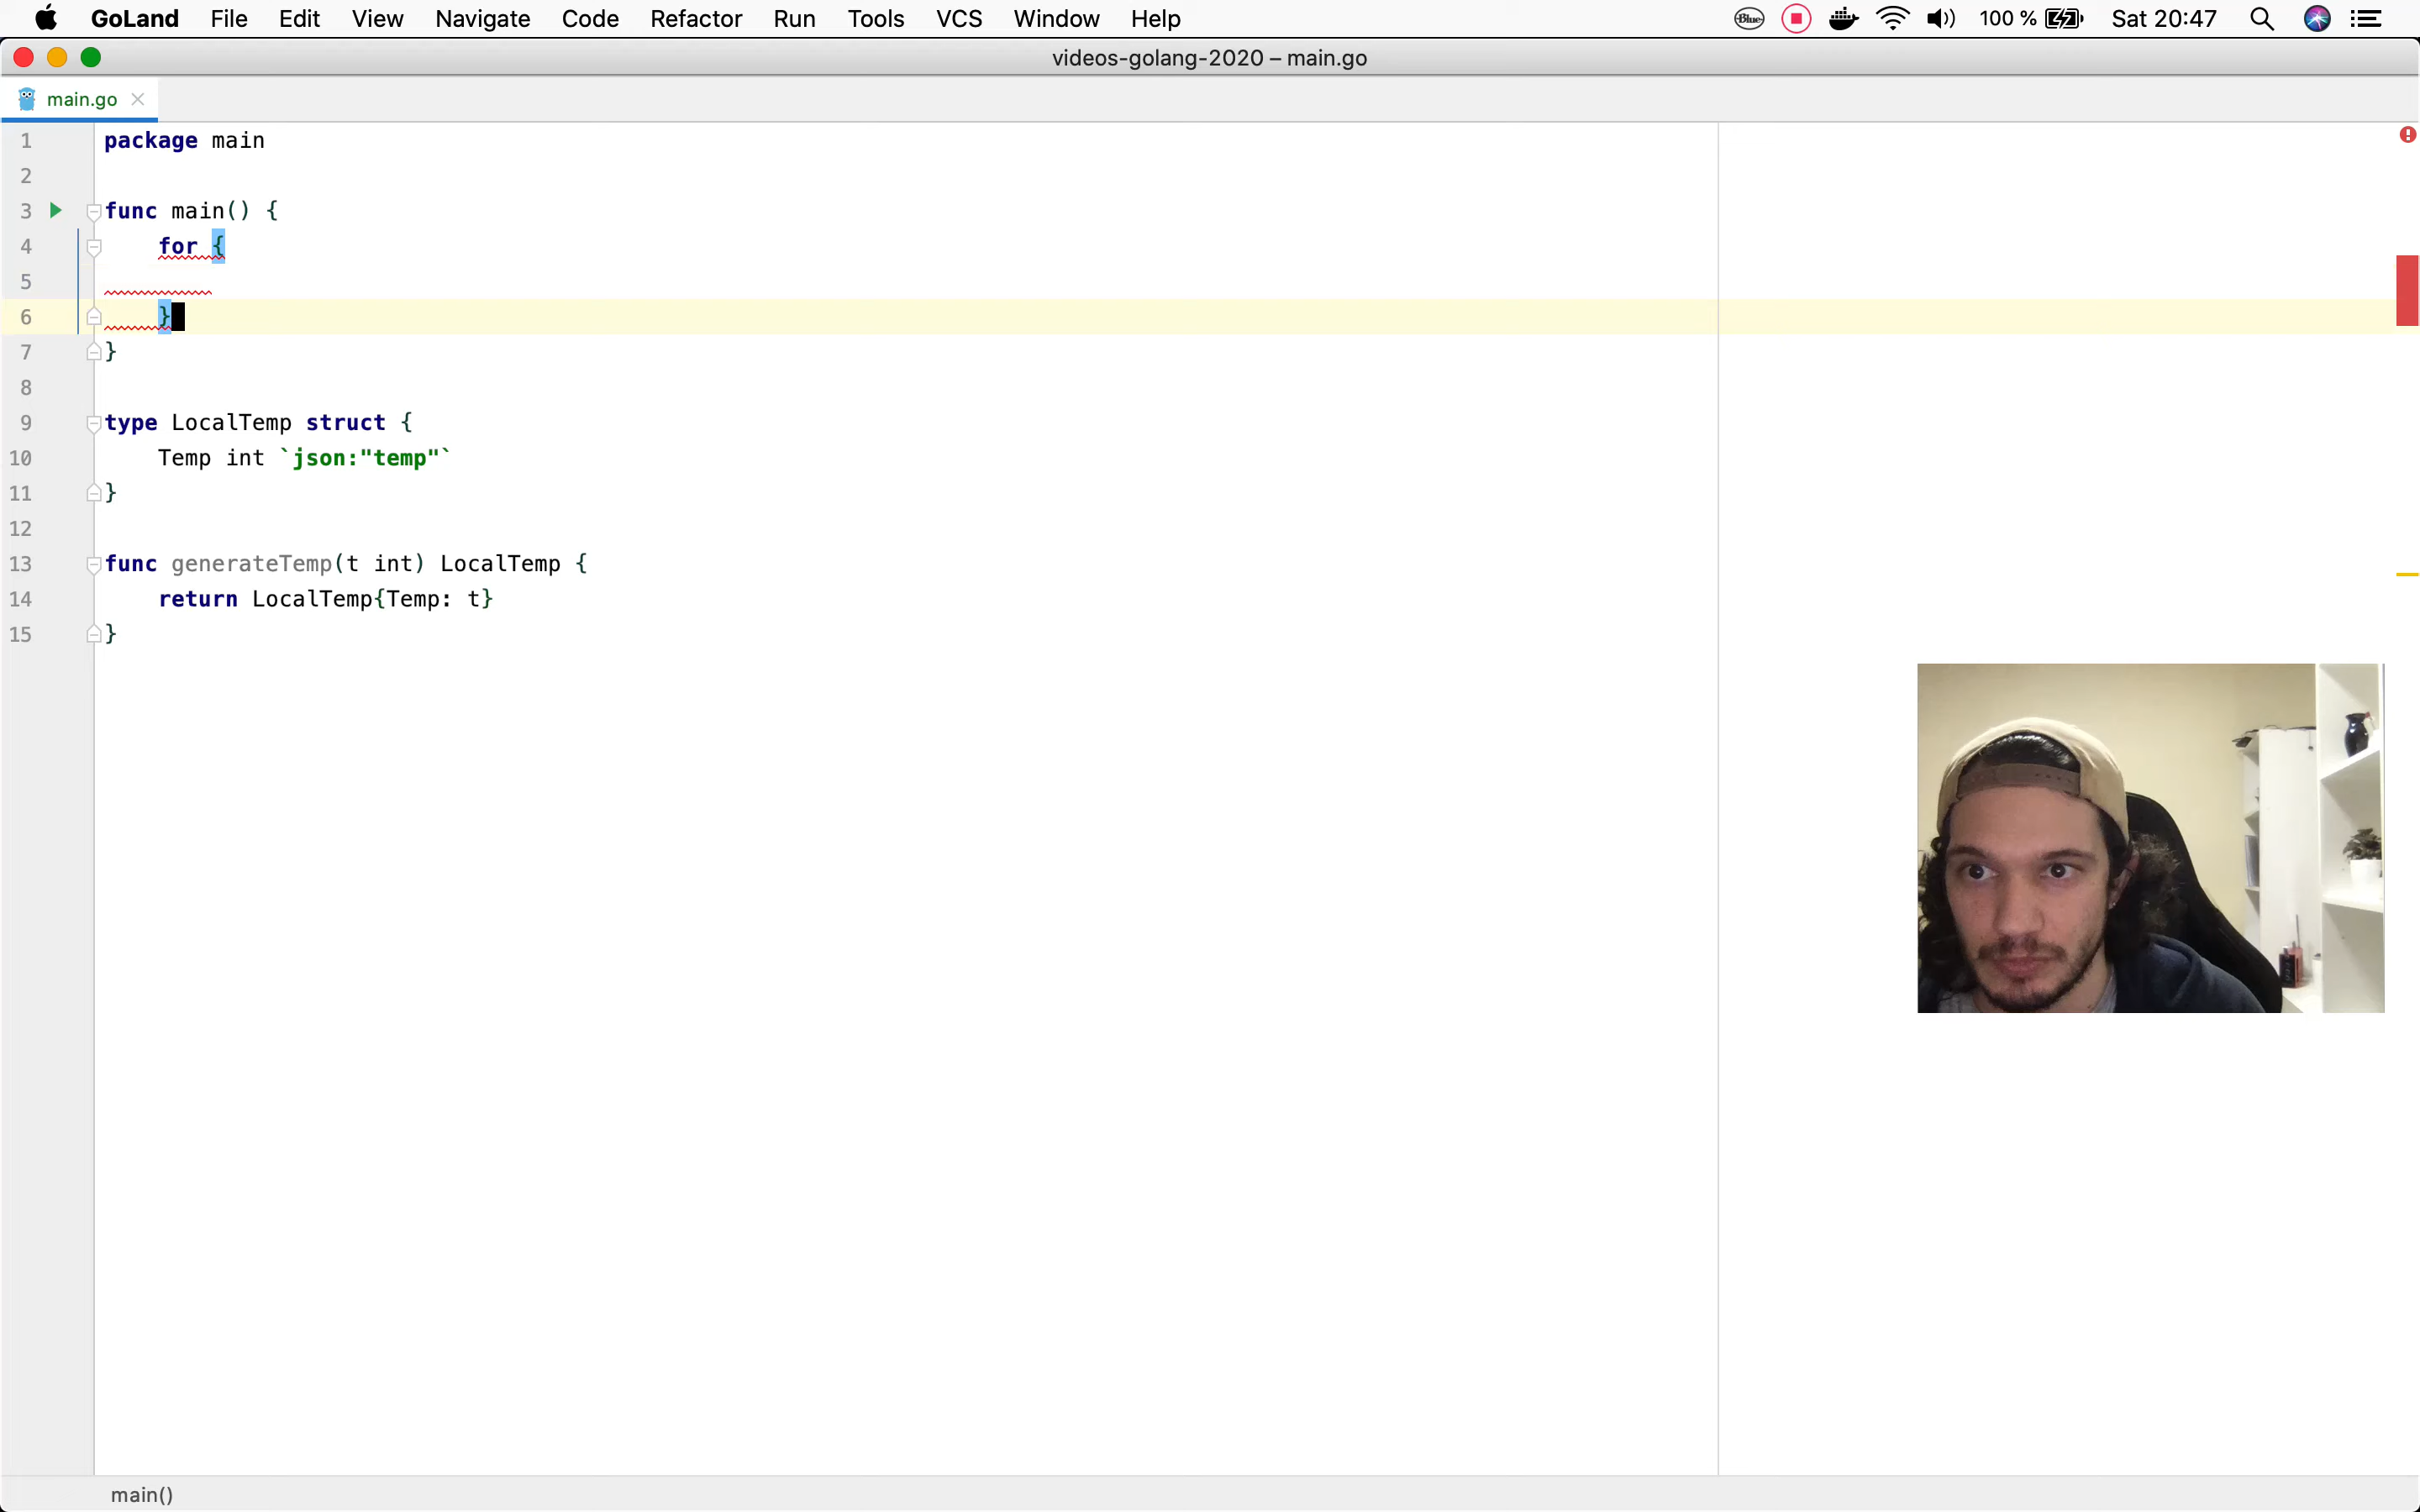 GoLand File Edit View Navigate Code Refactor Run Tools VCS Window Help Blue 100 % Sat 20:47
videos-golang-2020 – main.go
main.go
1 package main
2
3 func main() {
4 for {
5
6 }
7 }
8
9 type LocalTemp struct {
10 Temp int `json:"temp"`
11 }
12
13 func generateTemp(t int) LocalTemp {
14 return LocalTemp{Temp: t}
15 }
main()